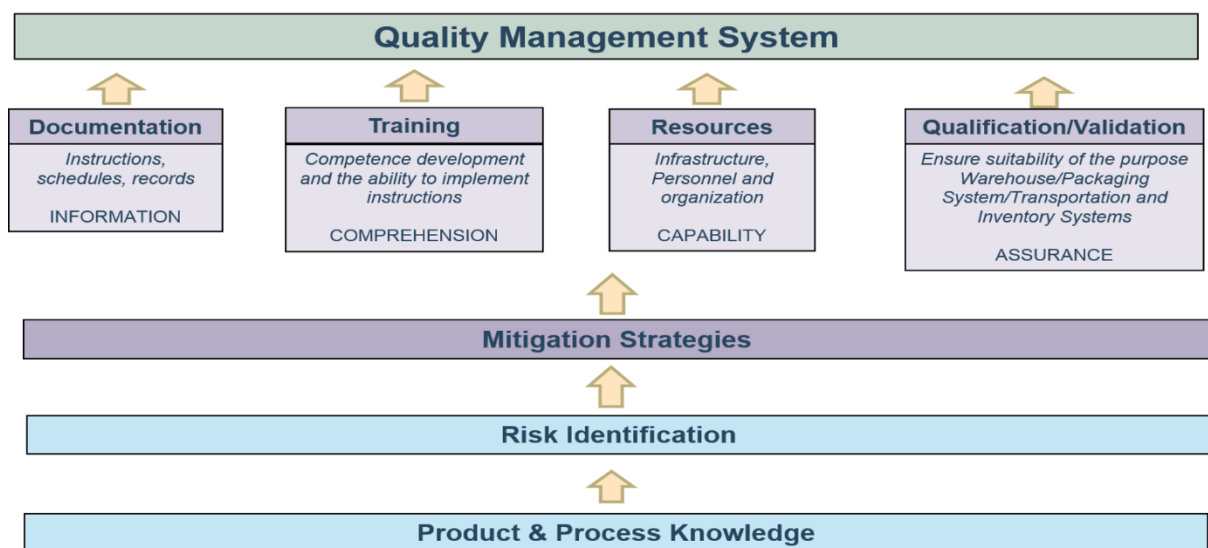 Quality Management System
Documentation
Instructions,
schedules, records
INFORMATION
Training
Competence development
and the ability to implement
instructions
COMPREHENSION
Resources
Infrastructure,
Personnel and
organization
CAPABILITY
Qualification/Validation
Ensure suitability of the purpose
Warehouse/Packaging
System/Transportation and
Inventory Systems
ASSURANCE
Mitigation Strategies
Risk Identification
Product & Process Knowledge